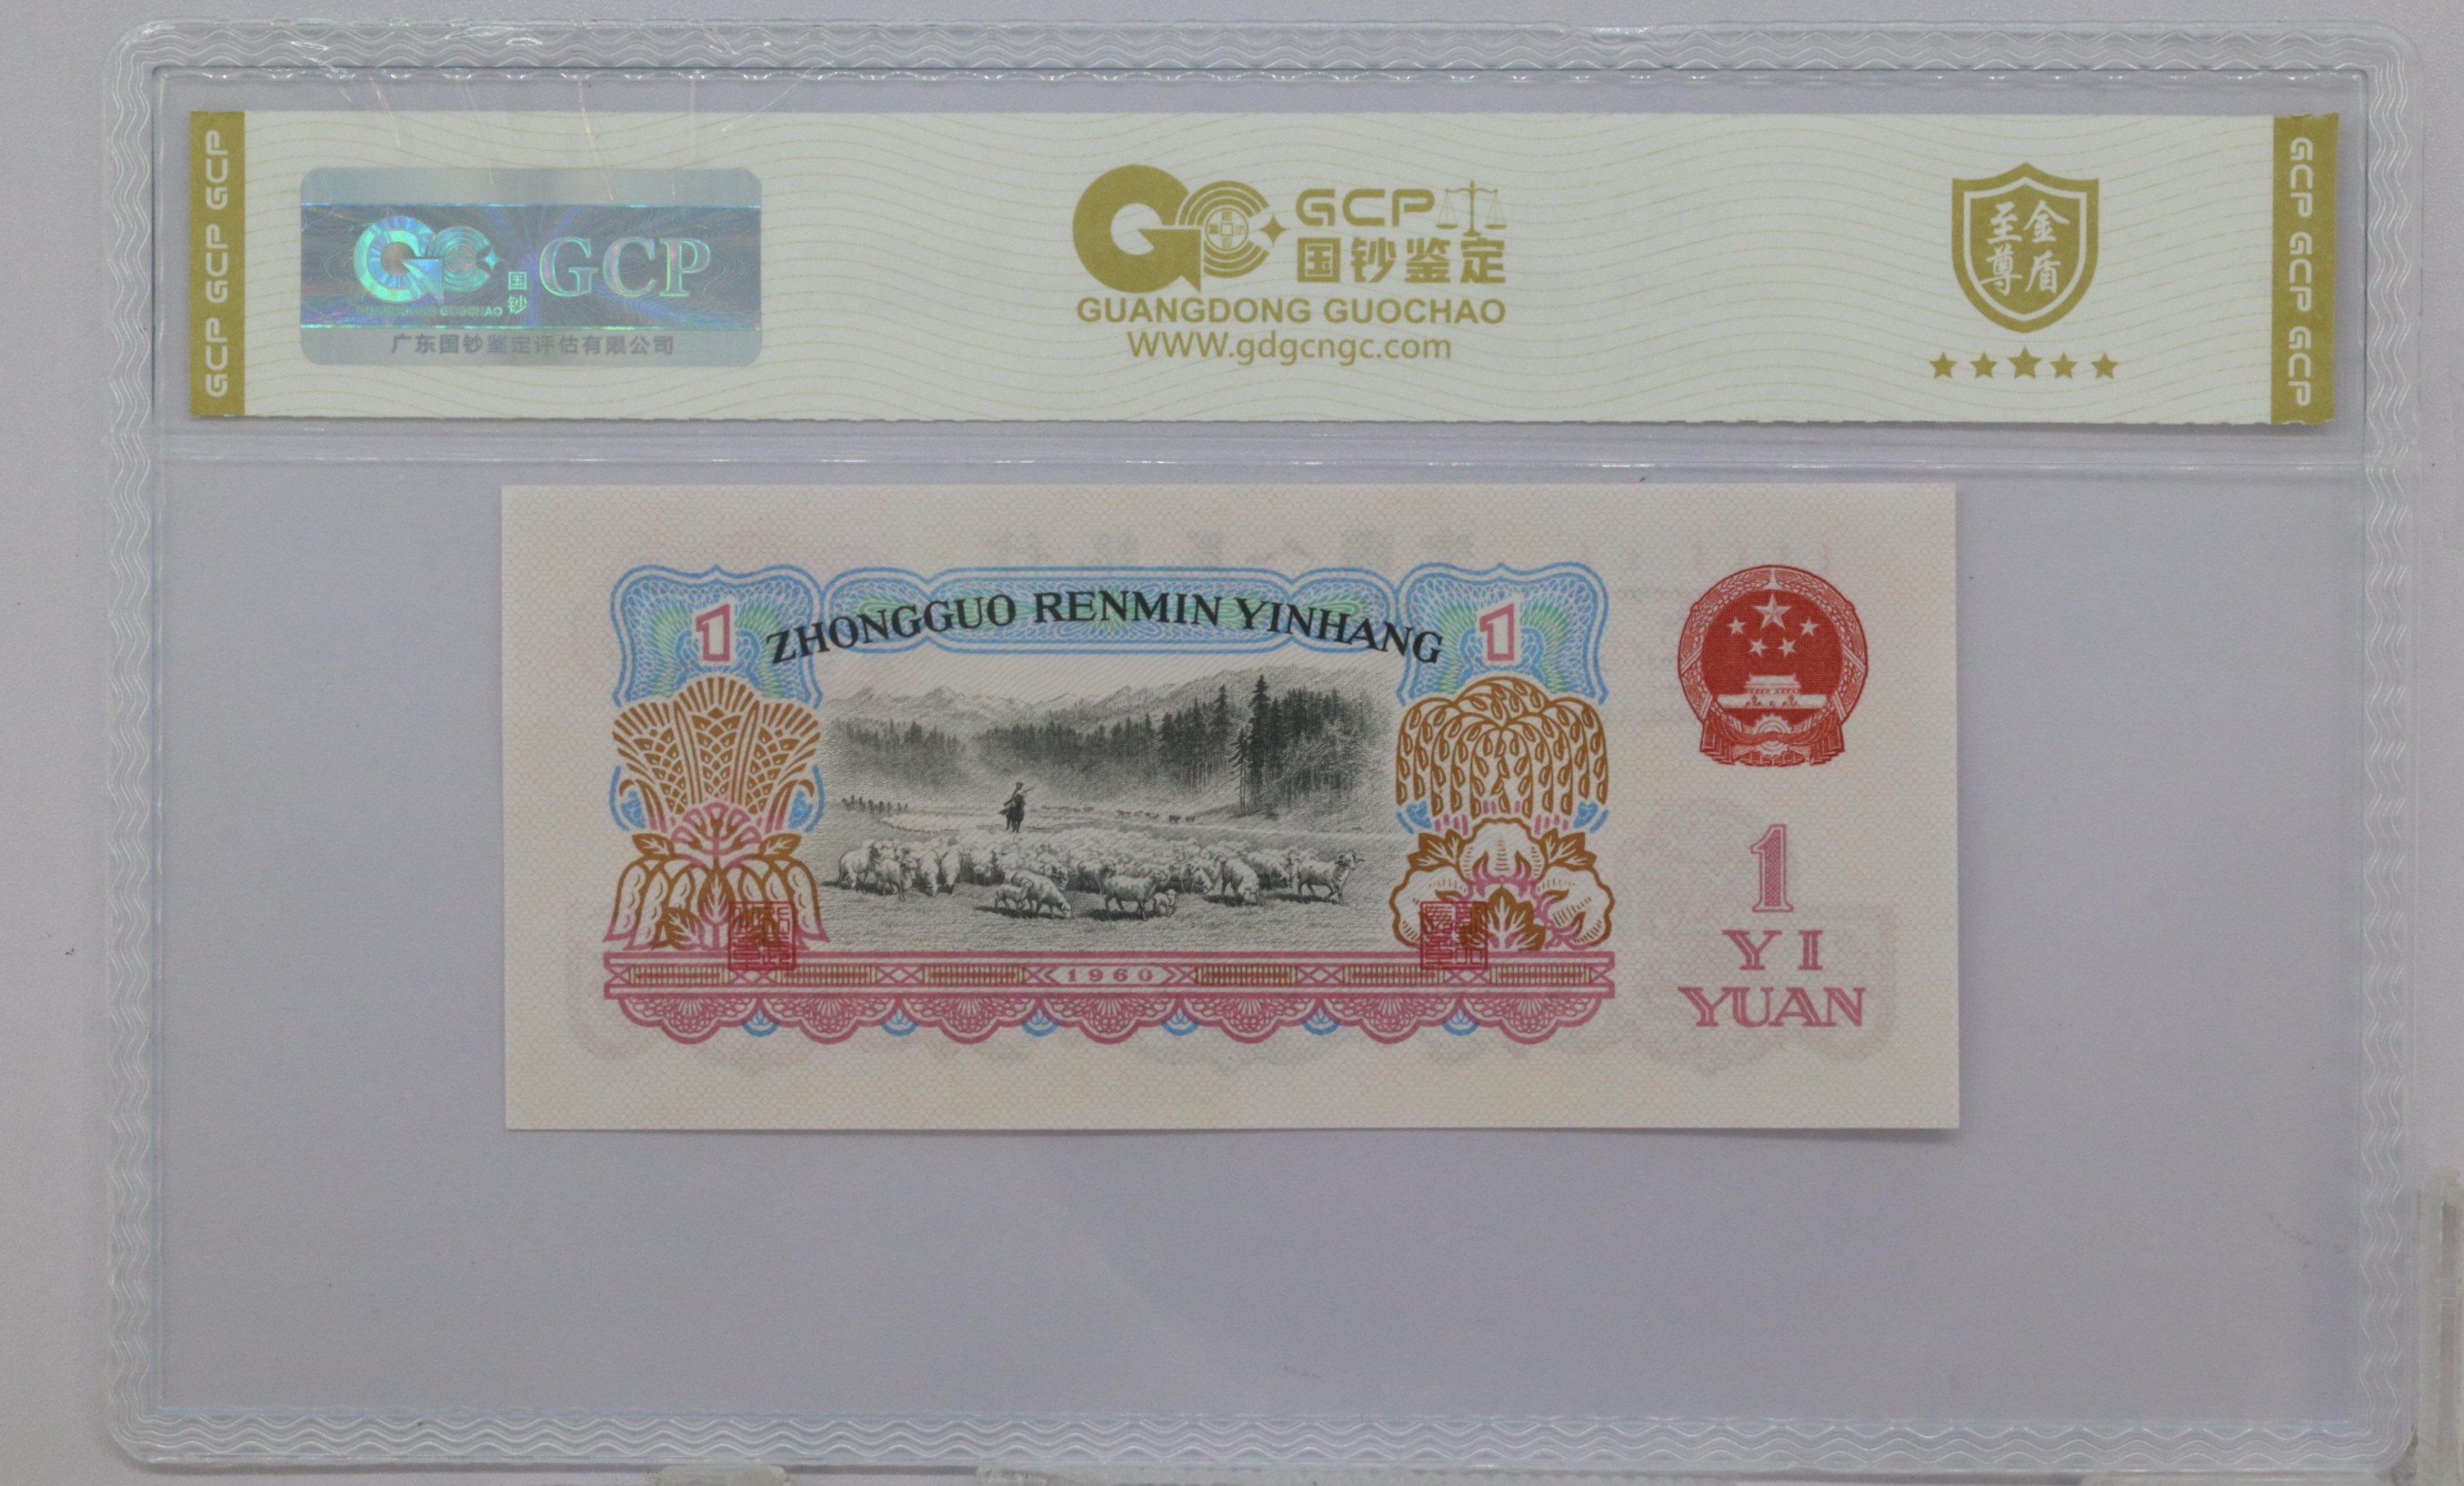 GCP GCP GCP
国钞
GCP
GUANGDONG GUOCHAO
广东国钞鉴定评估有限公司
GCP
国钞鉴定
GUANGDONG GUOCHAO
WWW.gdgcngc.com
至尊
金盾
GCP GCP GCP
1
ZHONGGUO RENMIN YINHANG
1
1960
1
YI
YUAN